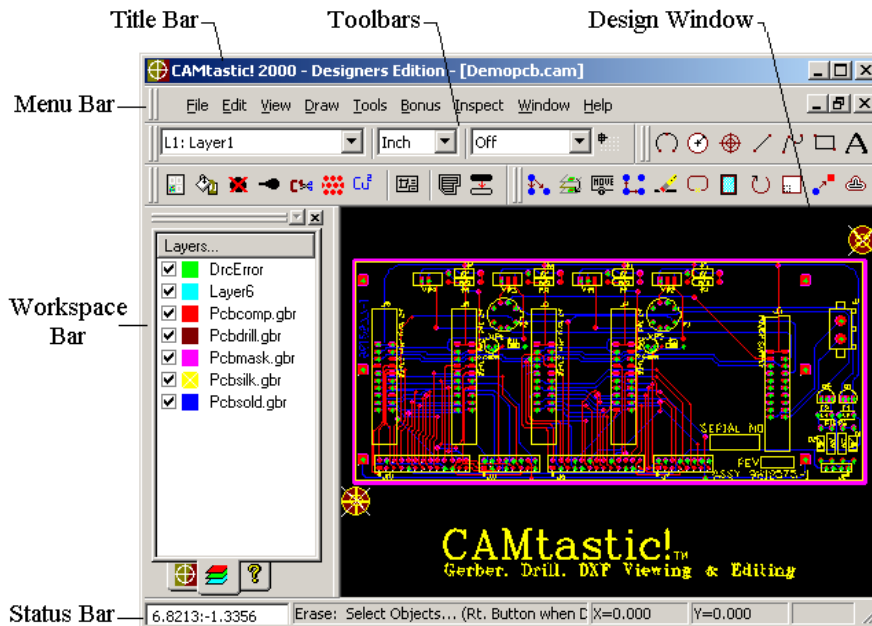 Title Bar Toolbars Design Window
CAMtastic! 2000 - Designers Edition - [Demopcb.cam]
Menu Bar
File Edit View Draw Tools Bonus Inspect Window Help
L1: Layer1 Inch Off
A
MOVE
Layers...
DrcError
Layer6
Pcbcomp.gbr
Pcbdrill.gbr
Pcbmask.gbr
Pcbsilk.gbr
Pcbsold.gbr
Workspace
Bar
SERIAL NO
REV
CAMtastic!™
Gerber, Drill, DXF Viewing & Editing
Status Bar
6.8213:-1.3356 Erase: Select Objects... (Rt. Button when D X=0.000 Y=0.000